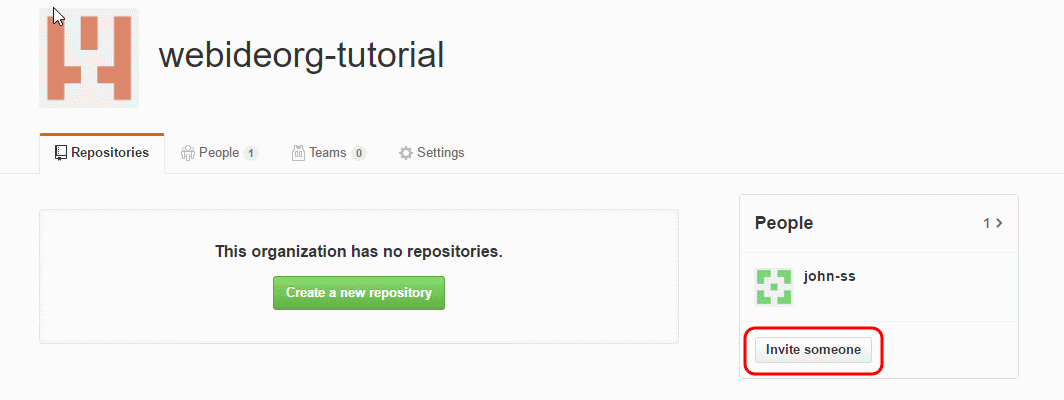 webideorg-tutorial
Repositories People 1 Teams 0 Settings
This organization has no repositories.
Create a new repository
People 1
john-ss
Invite someone